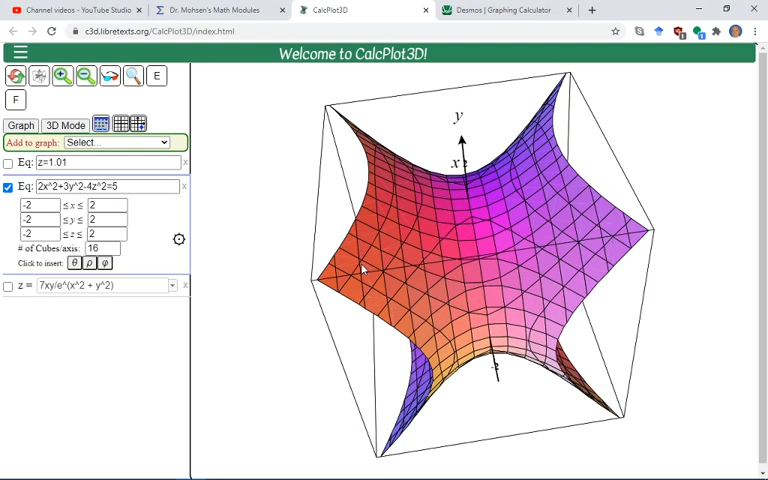 Channel videos - YouTube Studio
Dr. Mohsen's Math Modules
CalcPlot3D
Desmos | Graphing Calculator
c3d.libretexts.org/CalcPlot3D/index.html
Welcome to CalcPlot3D!
E
F
Graph 3D Mode
Add to graph: Select...
Eq: z=1.01 x
Eq: 2x^2+3y^2-4z^2=5 x
-2 ≤ x ≤ 2
-2 ≤ y ≤ 2
-2 ≤ z ≤ 2
# of Cubes/axis: 16
Click to insert: θ ρ φ
z = 7xy/e^(x^2 + y^2) x
y
x 2
-2